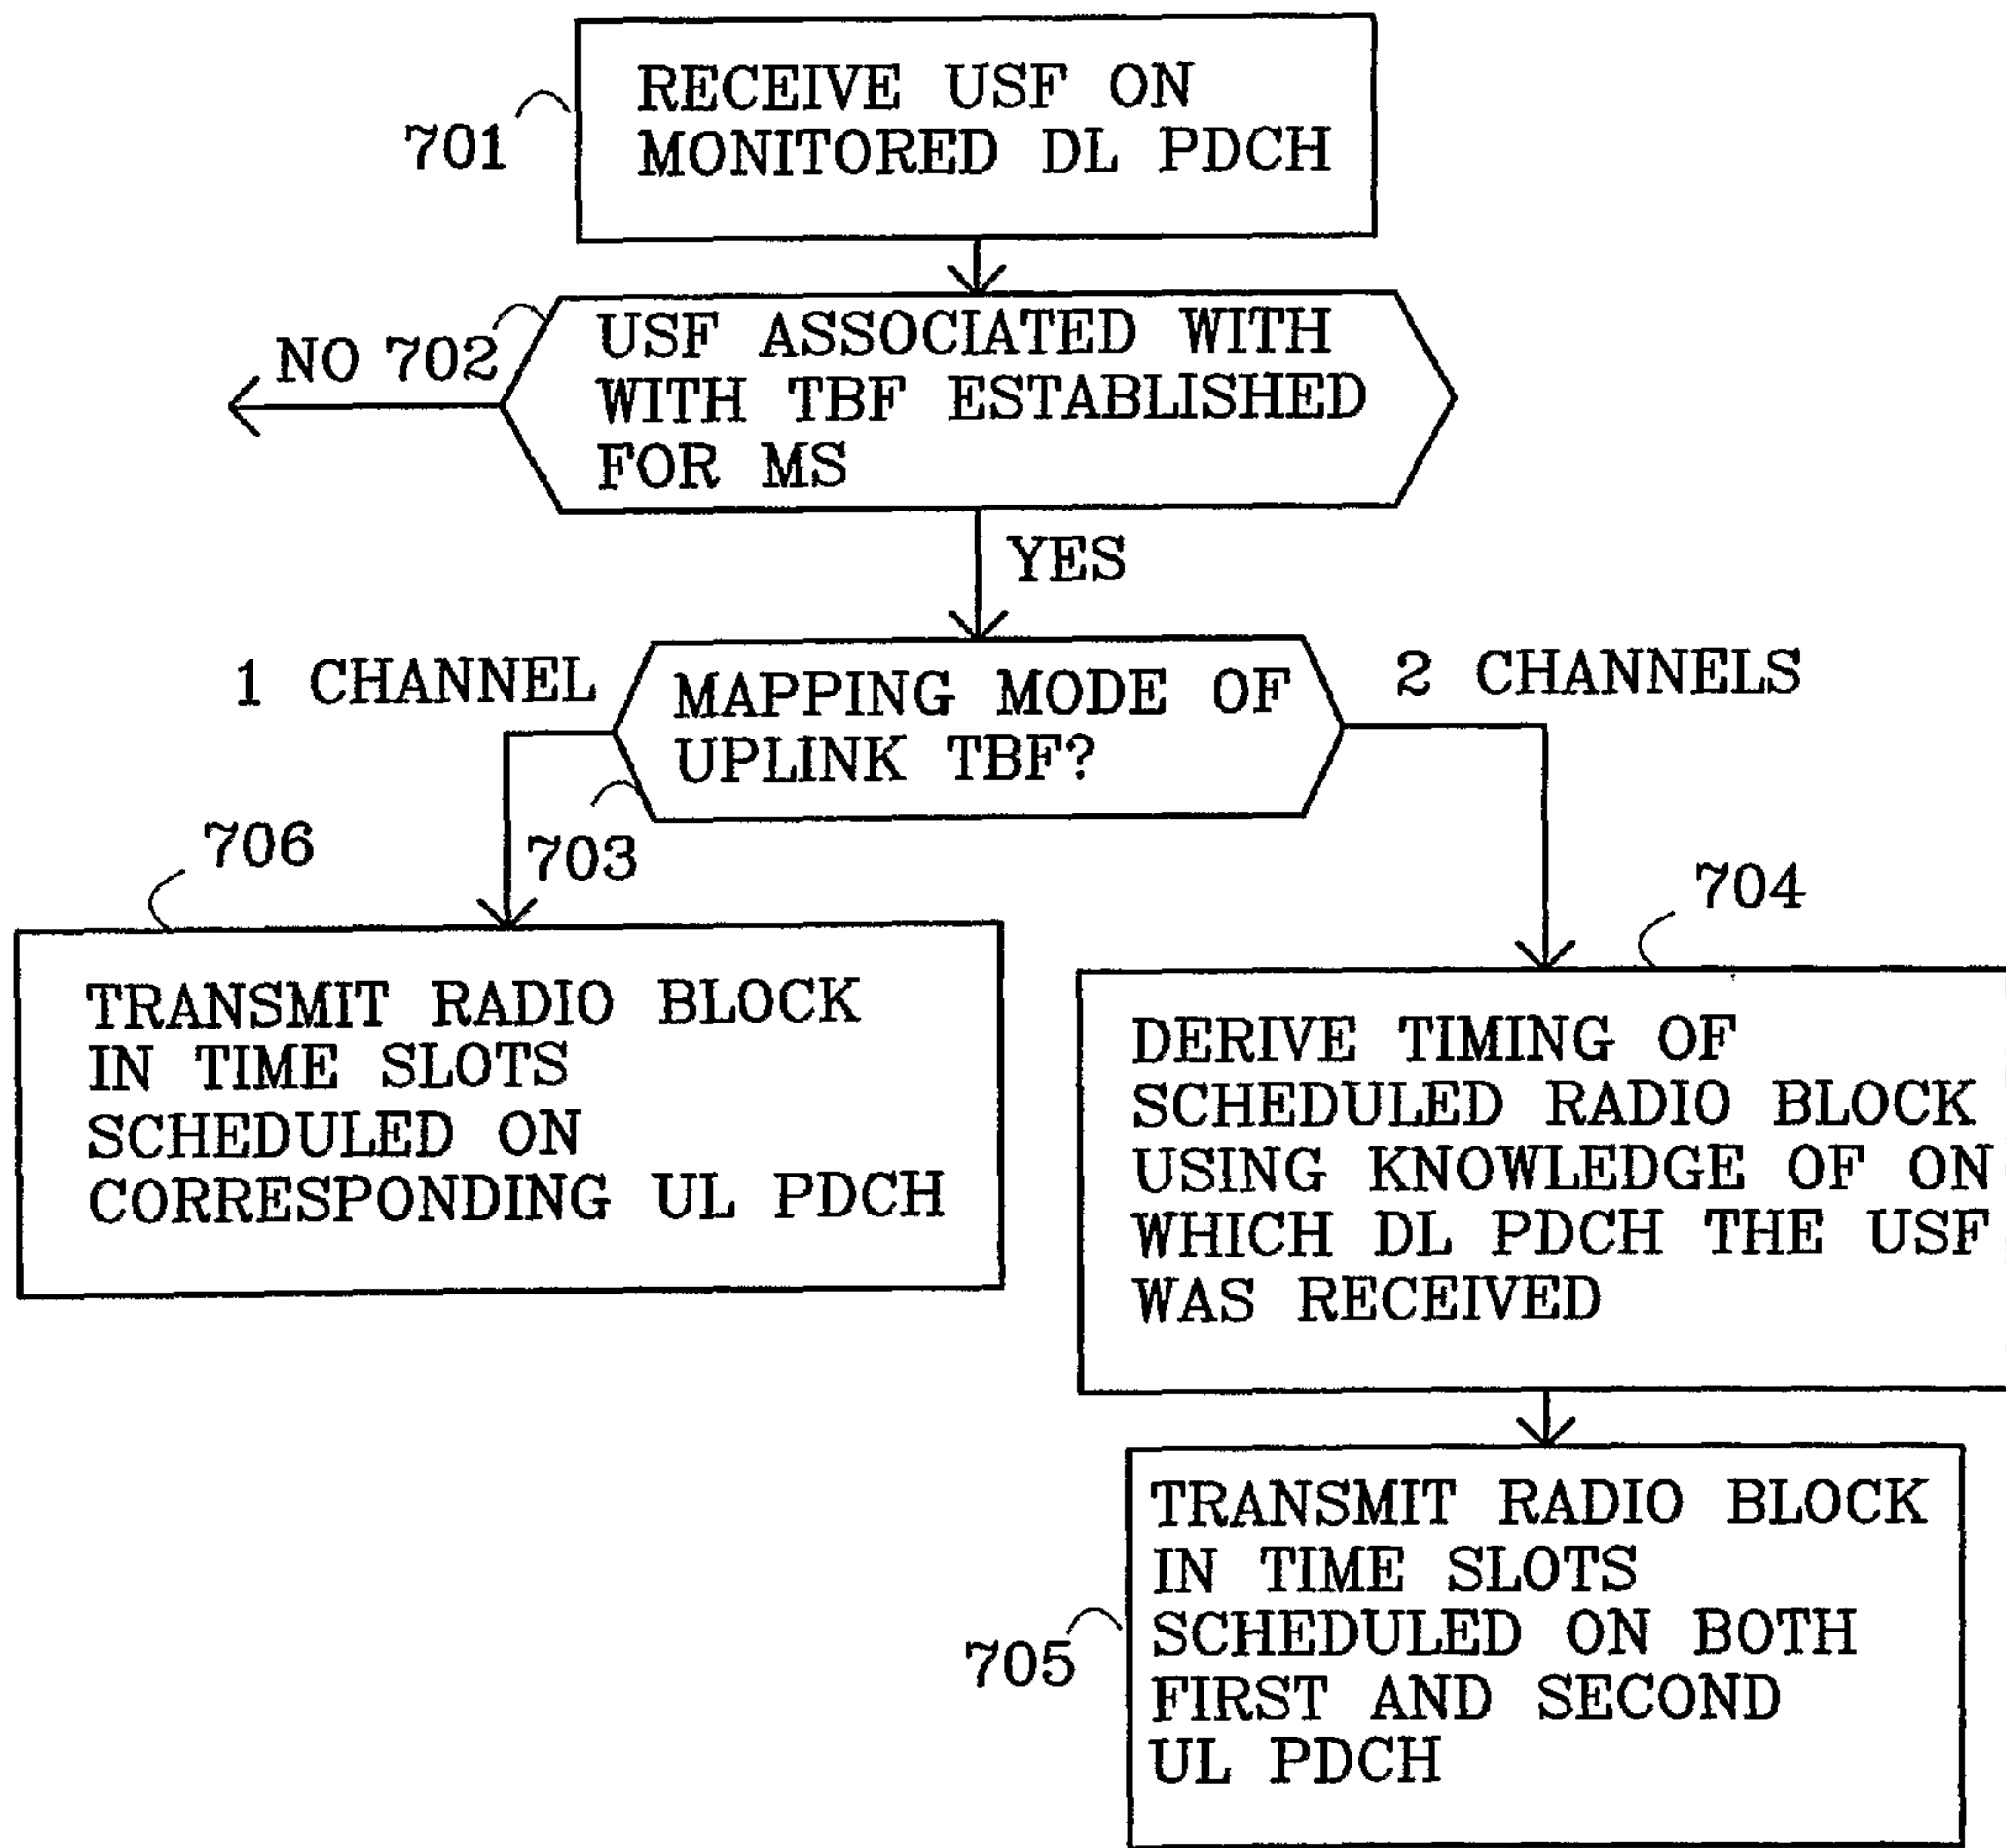 RECEIVE USF ON
MONITORED DL PDCH
701
USF ASSOCIATED WITH
WITH TBF ESTABLISHED
FOR MS
NO 702
YES
1 CHANNEL
MAPPING MODE OF
UPLINK TBF?
2 CHANNELS
703
706
704
TRANSMIT RADIO BLOCK
IN TIME SLOTS
SCHEDULED ON
CORRESPONDING UL PDCH
DERIVE TIMING OF
SCHEDULED RADIO BLOCK
USING KNOWLEDGE OF ON
WHICH DL PDCH THE USF
WAS RECEIVED
TRANSMIT RADIO BLOCK
IN TIME SLOTS
SCHEDULED ON BOTH
FIRST AND SECOND
UL PDCH
705